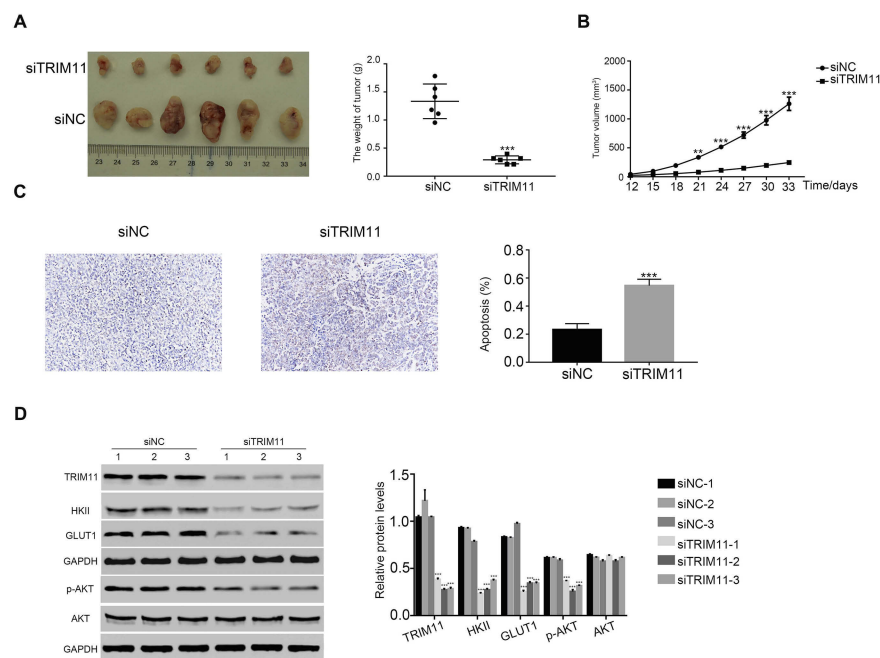 A
siTRIM11
siNC
23 24 25 26 27 28 29 30 31 32 33 34
The weight of tumor (g)
2.0
1.5
1.0
0.5
0.0
***
siNC siTRIM11
B
Tumor volume (mm³)
2000
1500
1000
500
0
** *** *** *** ***
12 15 18 21 24 27 30 33 Time/days
siNC
siTRIM11
C
siNC siTRIM11
Apoptosis (%)
0.8
0.6
0.4
0.2
0.0
***
siNC siTRIM11
D
siNC siTRIM11
1 2 3 1 2 3
TRIM11
HKII
GLUT1
GAPDH
p-AKT
AKT
GAPDH
Relative protein levels
1.5
1.0
0.5
0.0
*** *** *** *** *** *** *** *** *** *** *** ***
TRIM11 HKII GLUT1 p-AKT AKT
siNC-1
siNC-2
siNC-3
siTRIM11-1
siTRIM11-2
siTRIM11-3